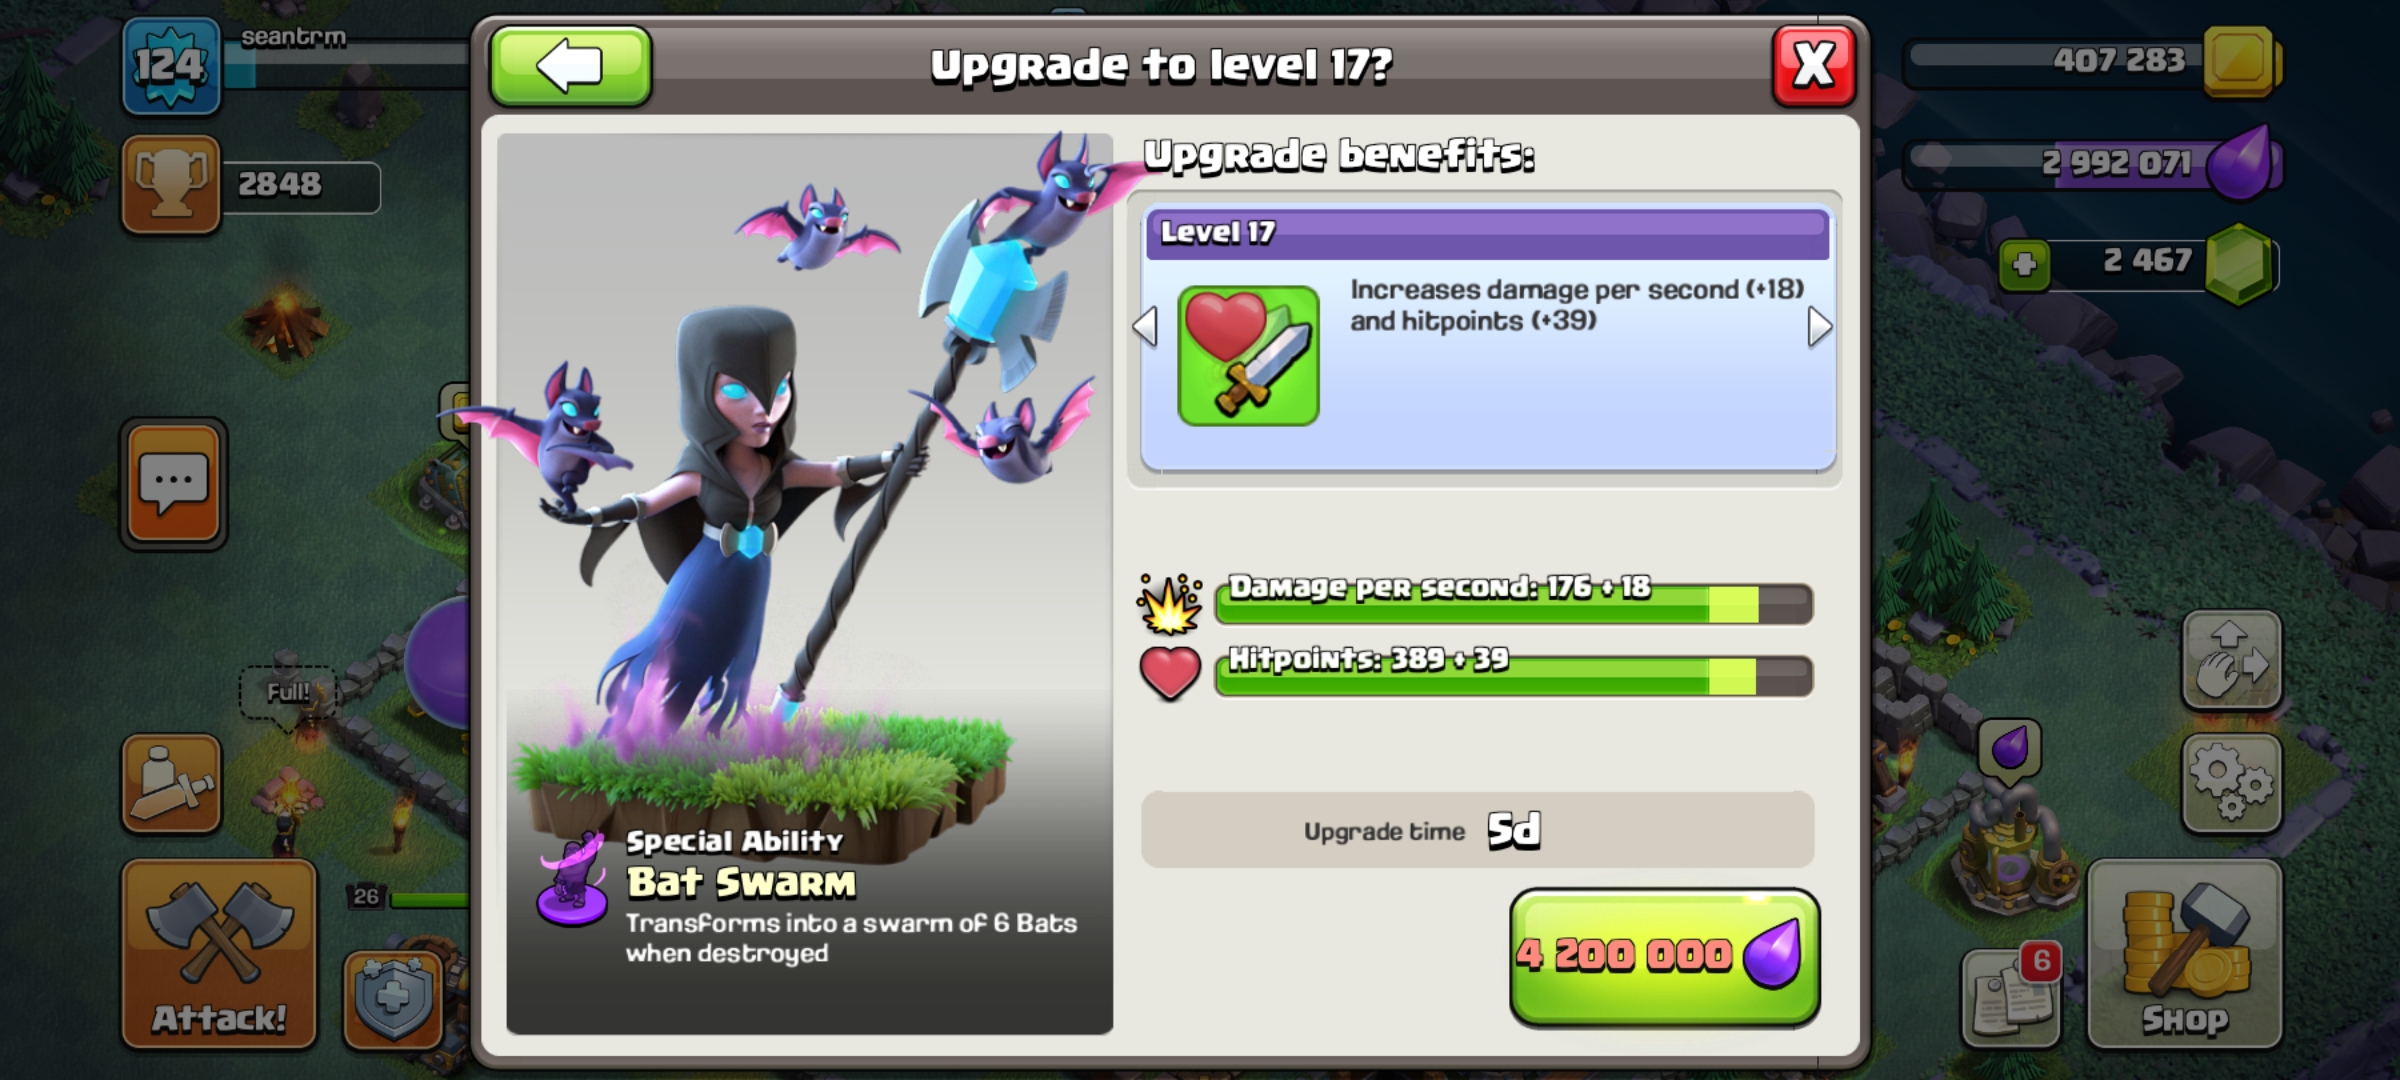 124
seantrm
2848
Upgrade to level 17?
X
407 283
2 992 071
2 467
Upgrade benefits:
Level 17
Increases damage per second (+18)
and hitpoints (+39)
Damage per second: 176 + 18
Hitpoints: 389 + 39
Upgrade time 5d
4 200 000
Special Ability
Bat Swarm
Transforms into a swarm of 6 Bats
when destroyed
Full!
26
Attack!
6
Shop